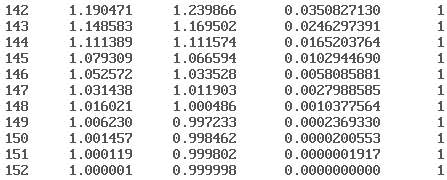 142 1.190471 1.239866 0.0350827130 1
143 1.148583 1.169502 0.0246297391 1
144 1.111389 1.111574 0.0165203764 1
145 1.079309 1.066594 0.0102944690 1
146 1.052572 1.033528 0.0058085881 1
147 1.031438 1.011903 0.0027988585 1
148 1.016021 1.000486 0.0010377564 1
149 1.006230 0.997233 0.0002369330 1
150 1.001457 0.998462 0.0000200553 1
151 1.000119 0.999802 0.0000001917 1
152 1.000001 0.999998 0.0000000000 1